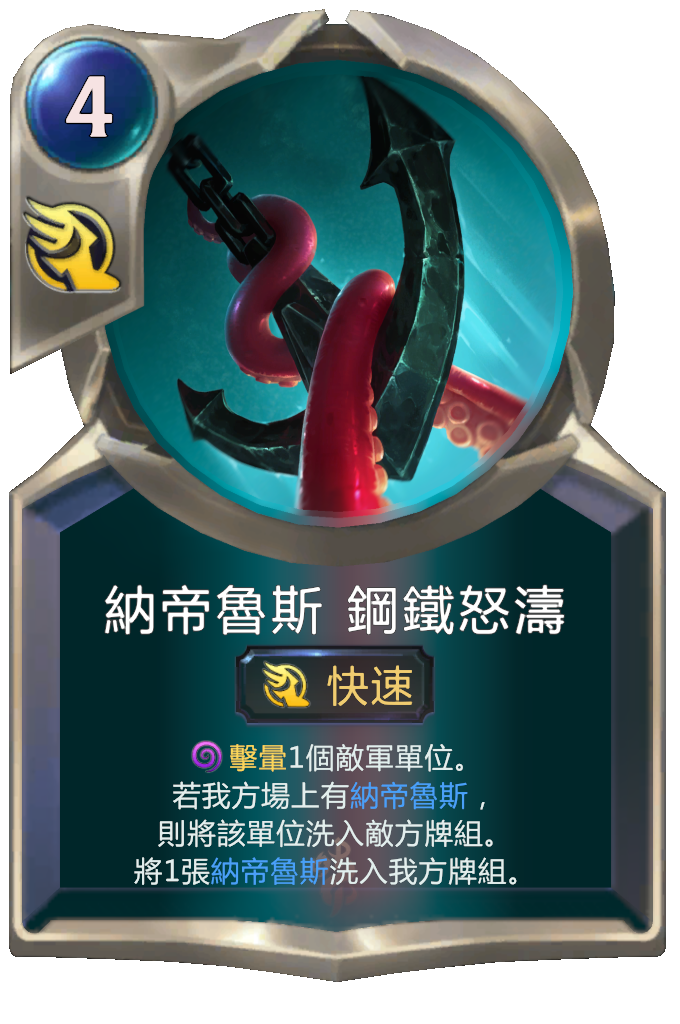 4
納帝魯斯 鋼鐵怒濤
快速
擊暈1個敵軍單位。
若我方場上有納帝魯斯，
則將該單位洗入敵方牌組。
將1張納帝魯斯洗入我方牌組。